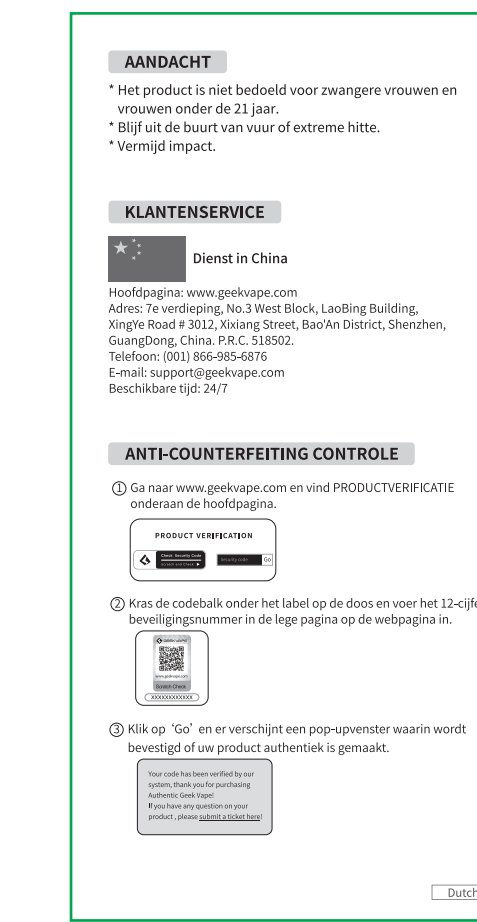 AANDACHT
* Het product is niet bedoeld voor zwangere vrouwen en
vrouwen onder de 21 jaar.
* Blijf uit de buurt van vuur of extreme hitte.
* Vermijd impact.
KLANTENSERVICE
Dienst in China
Hoofdpagina: www.geekvape.com
Adres: 7e verdieping, No.3 West Block, LaoBing Building,
XingYe Road # 3012, Xixiang Street, Bao'An District, Shenzhen,
GuangDong, China. P.R.C. 518502.
Telefoon: (001) 866-985-6876
E-mail: support@geekvape.com
Beschikbare tijd: 24/7
ANTI-COUNTERFEITING CONTROLE
① Ga naar www.geekvape.com en vind PRODUCTVERIFICATIE
onderaan de hoofdpagina.
PRODUCT VERIFICATION
Check Security Code
Scratch and Check
Security code Go
② Kras de codebalk onder het label op de doos en voer het 12-cijfe
beveiligingsnummer in de lege pagina op de webpagina in.
www.geekvape.com
Scratch Check
XXXXXXXXXXXX
③ Klik op ‘Go’ en er verschijnt een pop-upvenster waarin wordt
bevestigd of uw product authentiek is gemaakt.
Your code has been verified by our
system, thank you for purchasing
Authentic Geek Vape!
If you have any question on your
product , please submit a ticket here!
Dutch